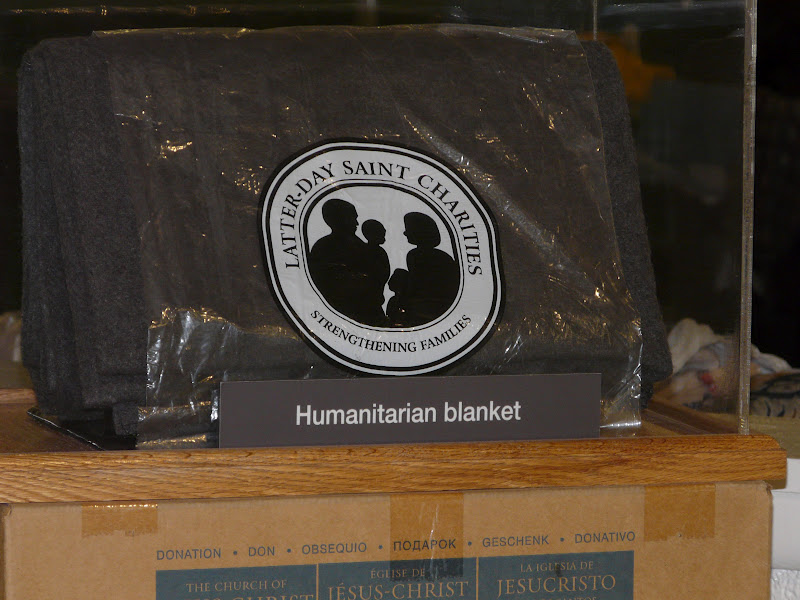 LATTER-DAY SAINT CHARITIES
STRENGTHENING FAMILIES
Humanitarian blanket
DONATION • DON • OBSEQUIO • ПОДАРОК • GESCHENK • DONATIVO
THE CHURCH OF
ÉGLISE DE
JÉSUS-CHRIST
LA IGLESIA DE
JESUCRISTO